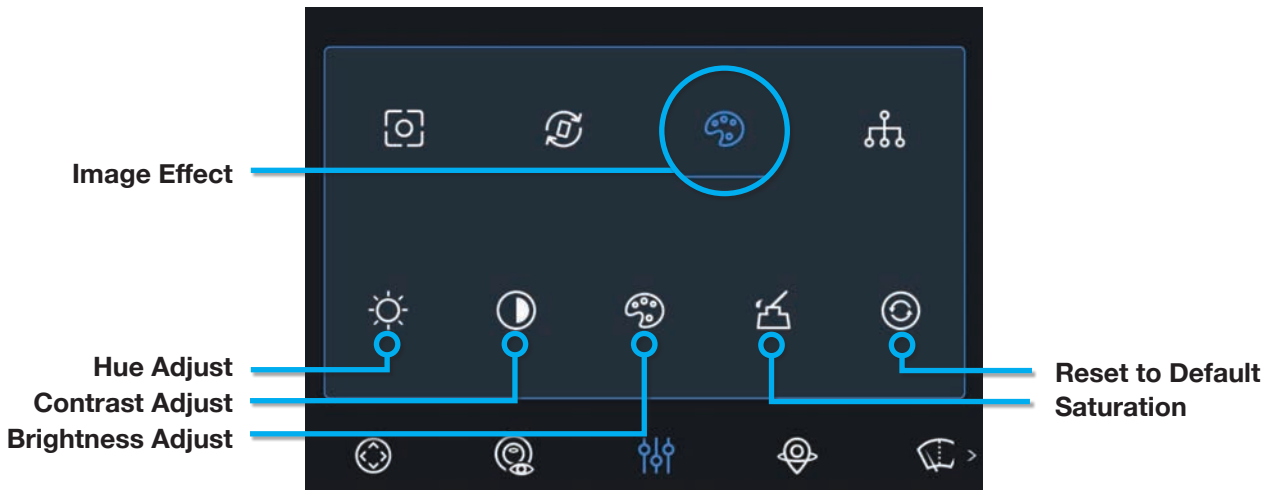 Image Effect
Hue Adjust
Contrast Adjust
Brightness Adjust
Reset to Default
Saturation